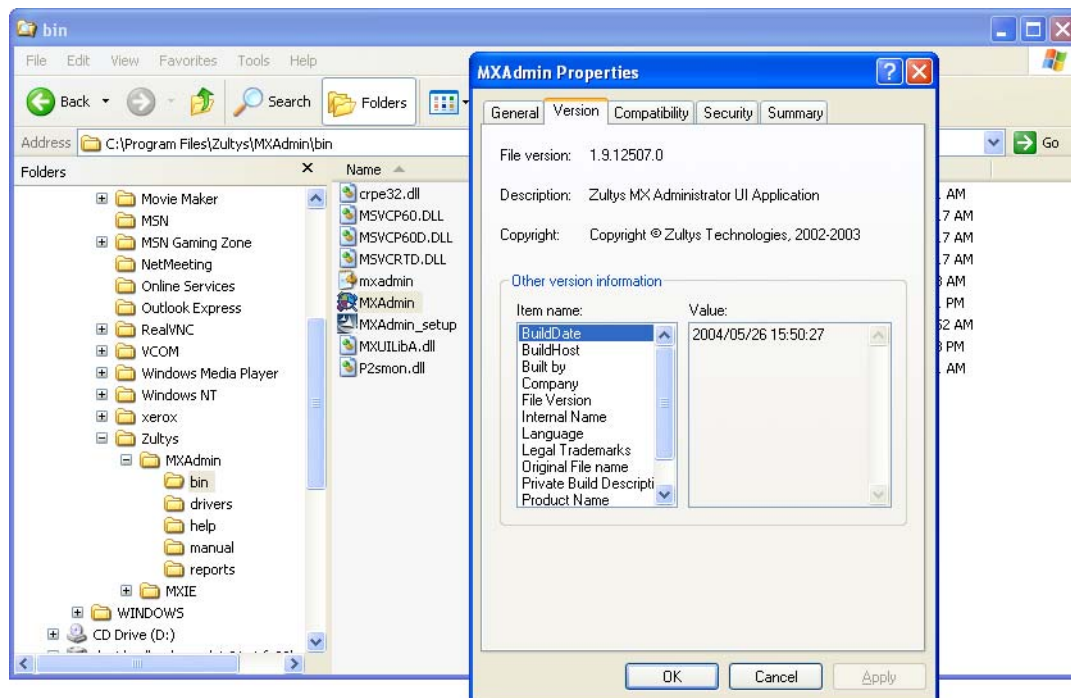 bin
File Edit View Favorites Tools Help
Back Search Folders
Address C:\Program Files\Zultys\MXAdmin\bin Go
Folders X
Movie Maker
MSN
MSN Gaming Zone
NetMeeting
Online Services
Outlook Express
RealVNC
VCOM
Windows Media Player
Windows NT
xerox
Zultys
MXAdmin
bin
drivers
help
manual
reports
MXIE
WINDOWS
CD Drive (D:)
Name
crpe32.dll
MSVCP60.DLL
MSVCP60D.DLL
MSVCRTD.DLL
mxadmin
MXAdmin
MXAdmin_setup
MXUILibA.dll
P2smon.dll
AM
7 AM
7 AM
7 AM
AM
PM
52 AM
PM
AM
MXAdmin Properties
General Version Compatibility Security Summary
File version: 1.9.12507.0
Description: Zultys MX Administrator UI Application
Copyright: Copyright © Zultys Technologies, 2002-2003
Other version information
Item name: Value:
BuildDate 2004/05/26 15:50:27
BuildHost
Built by
Company
File Version
Internal Name
Language
Legal Trademarks
Original File name
Private Build Descripti
Product Name
OK Cancel Apply